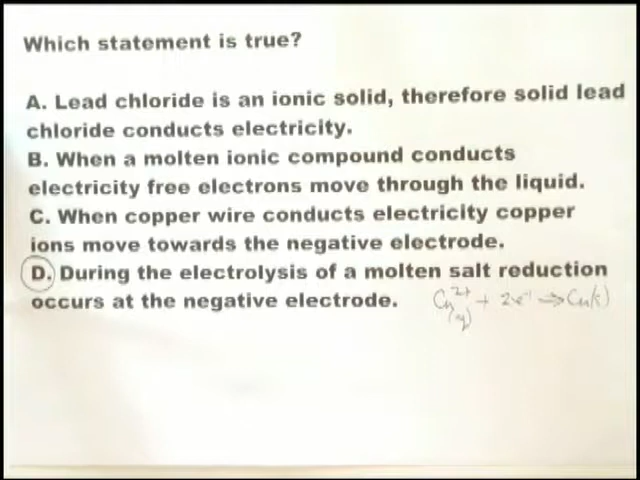 Which statement is true?
A. Lead chloride is an ionic solid, therefore solid lead
chloride conducts electricity.
B. When a molten ionic compound conducts
electricity free electrons move through the liquid.
C. When copper wire conducts electricity copper
ions move towards the negative electrode.
D. During the electrolysis of a molten salt reduction
occurs at the negative electrode. Cu²⁺ + 2e⁻ → Cu(s)